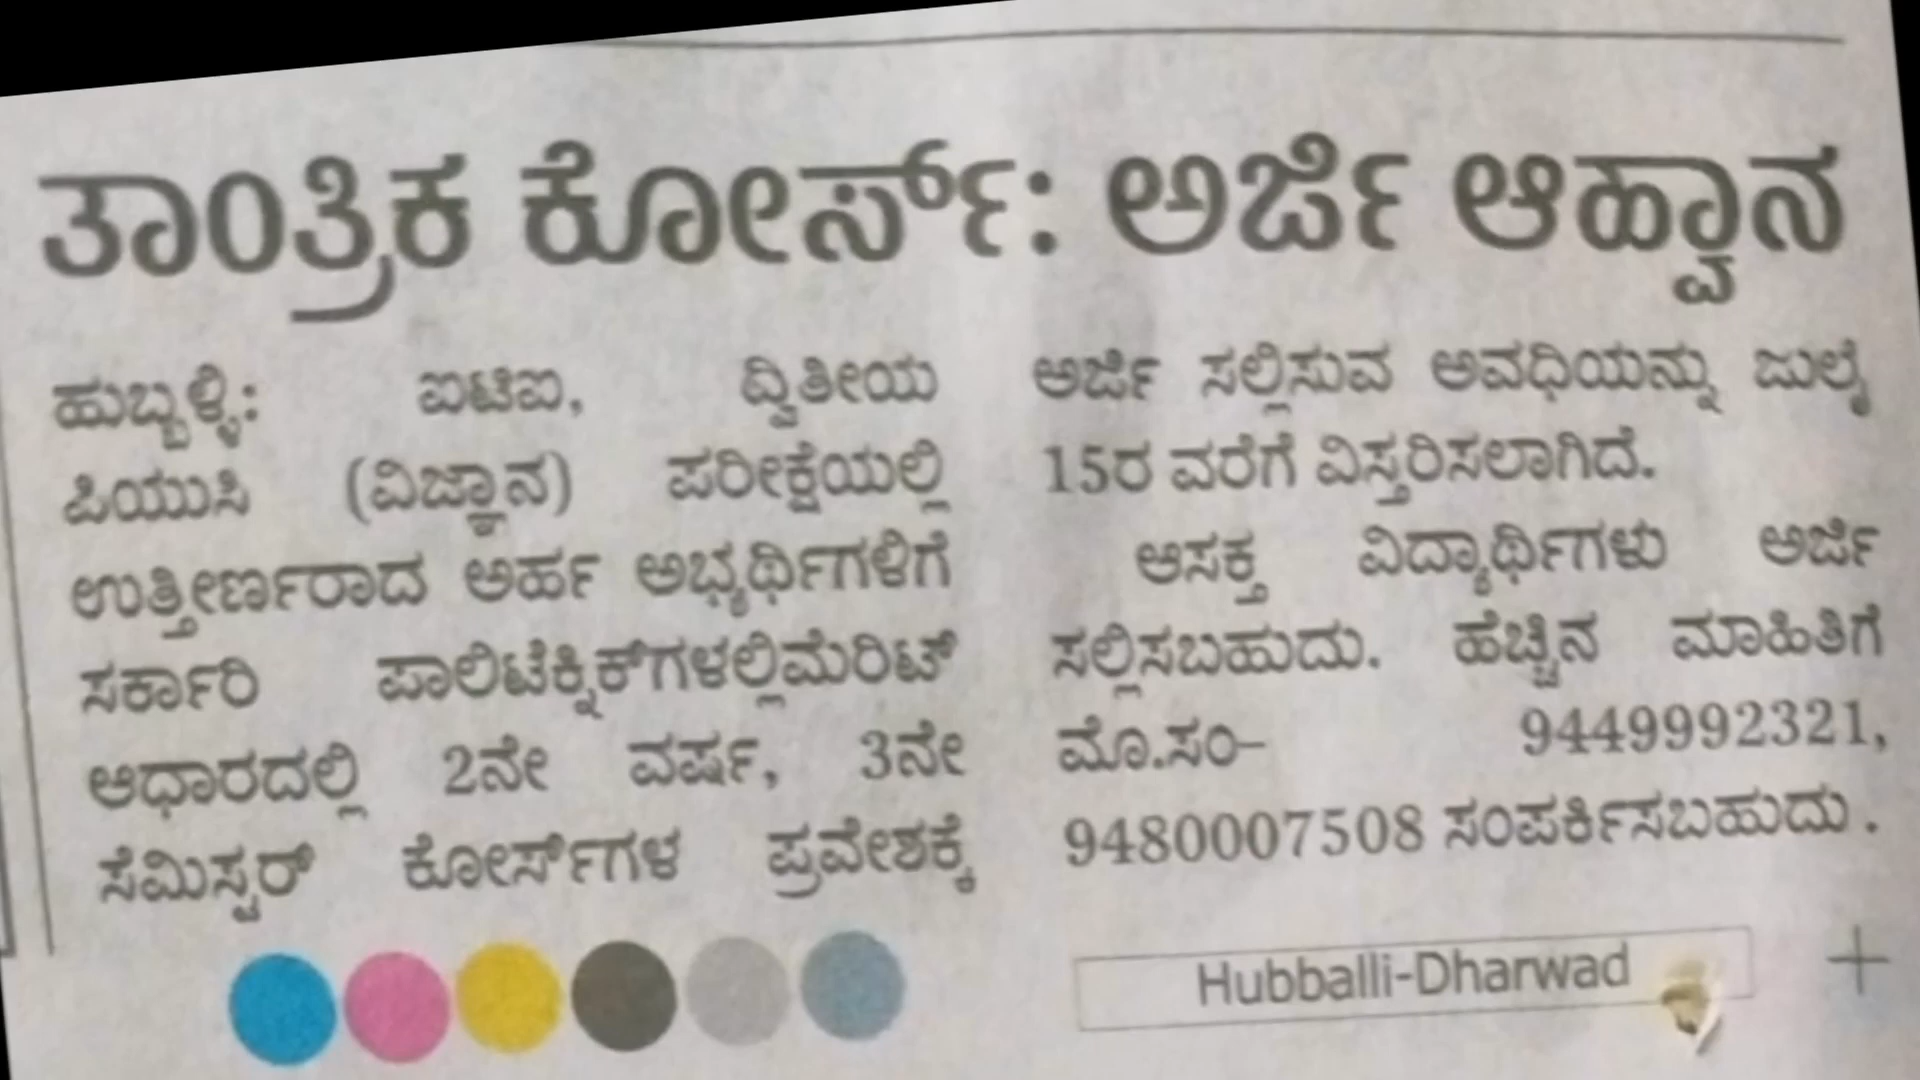 ತಾಂತ್ರಿಕ ಕೋರ್ಸ್: ಅರ್ಜಿ ಆಹ್ವಾನ
ಹುಬ್ಬಳ್ಳಿ: ಐಟಿಐ, ದ್ವಿತೀಯ
ಪಿಯುಸಿ (ವಿಜ್ಞಾನ) ಪರೀಕ್ಷೆಯಲ್ಲಿ
ಉತ್ತೀರ್ಣರಾದ ಅರ್ಹ ಅಭ್ಯರ್ಥಿಗಳಿಗೆ
ಸರ್ಕಾರಿ ಪಾಲಿಟೆಕ್ನಿಕ್‌ಗಳಲ್ಲಿಮೆರಿಟ್
ಆಧಾರದಲ್ಲಿ 2ನೇ ವರ್ಷ, 3ನೇ
ಸೆಮಿಸ್ಟರ್ ಕೋರ್ಸ್‌ಗಳ ಪ್ರವೇಶಕ್ಕೆ
ಅರ್ಜಿ ಸಲ್ಲಿಸುವ ಅವಧಿಯನ್ನು ಜುಲೈ
15ರ ವರೆಗೆ ವಿಸ್ತರಿಸಲಾಗಿದೆ.
ಆಸಕ್ತ ವಿದ್ಯಾರ್ಥಿಗಳು ಅರ್ಜಿ
ಸಲ್ಲಿಸಬಹುದು. ಹೆಚ್ಚಿನ ಮಾಹಿತಿಗೆ
ಮೊ.ಸಂ- 9449992321,
9480007508 ಸಂಪರ್ಕಿಸಬಹುದು.
Hubballi-Dharwad